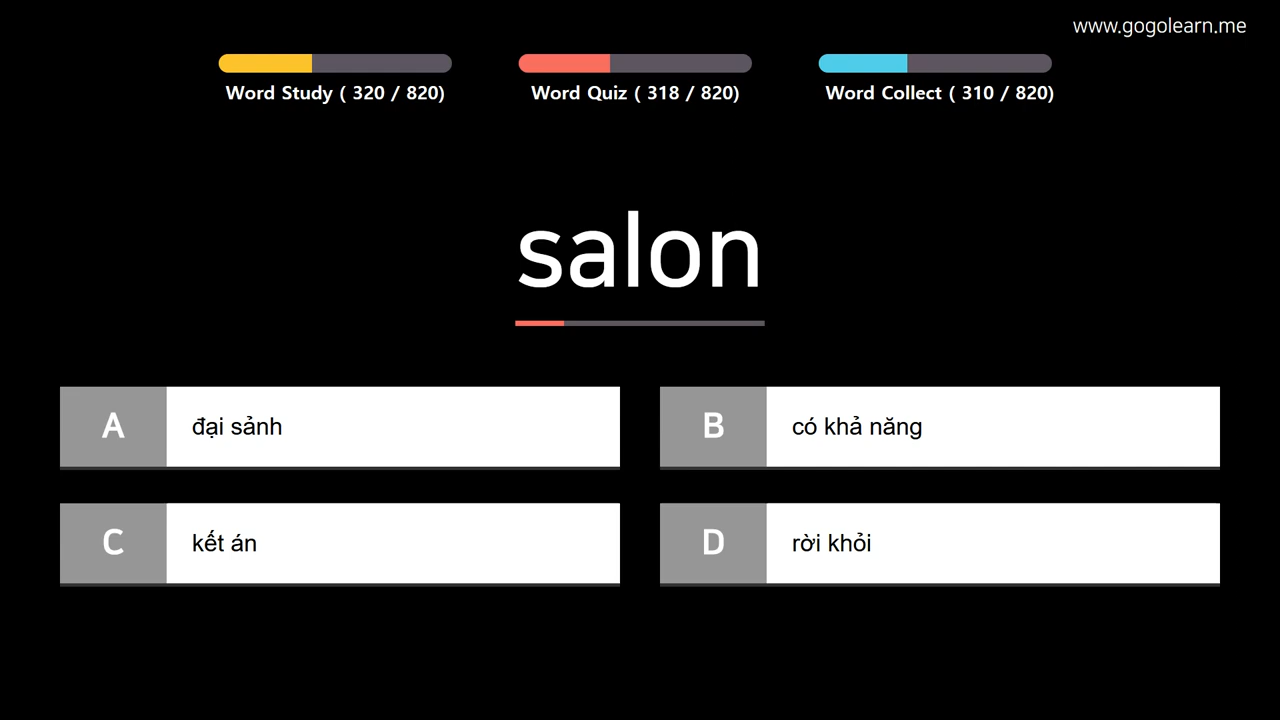 www.gogolearn.me
Word Study ( 320 / 820)
Word Quiz ( 318 / 820)
Word Collect ( 310 / 820)
salon
A
đại sảnh
B
có khả năng
C
kết án
D
rời khỏi